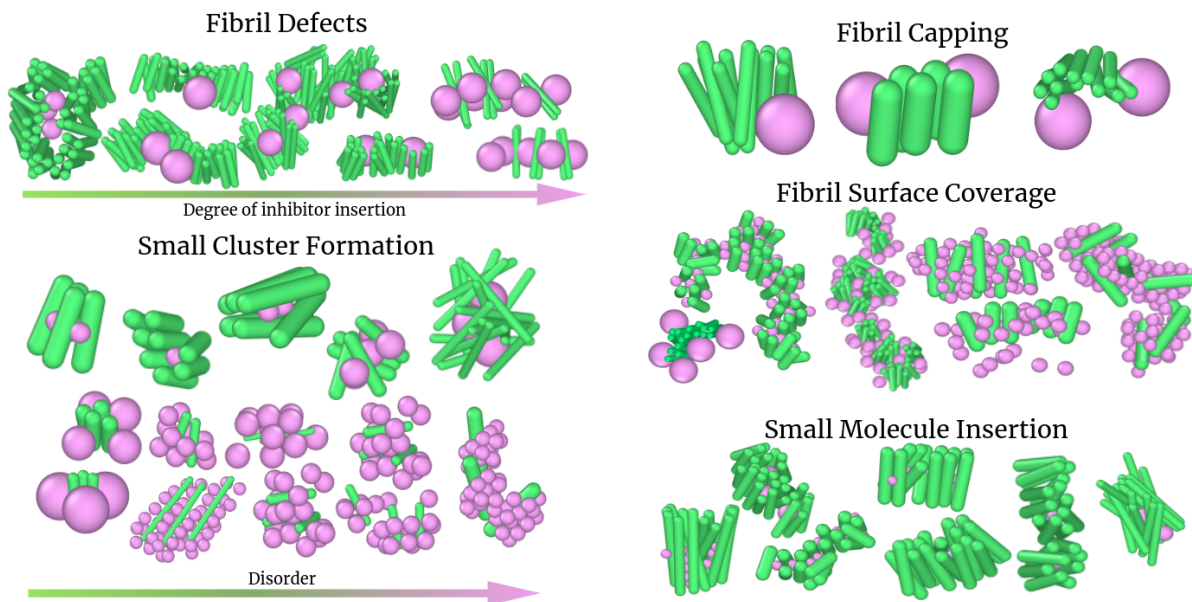 Fibril Defects
Degree of inhibitor insertion
Small Cluster Formation
Disorder
Fibril Capping
Fibril Surface Coverage
Small Molecule Insertion